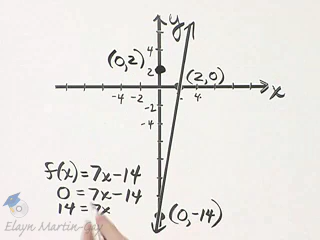 y
4
(0,2)
2
(2,0)
-4 -2
4
x
-2
-4
f(x)=7x-14
0=7x-14
14=7x
(0,-14)
Elayn Martin-Gay